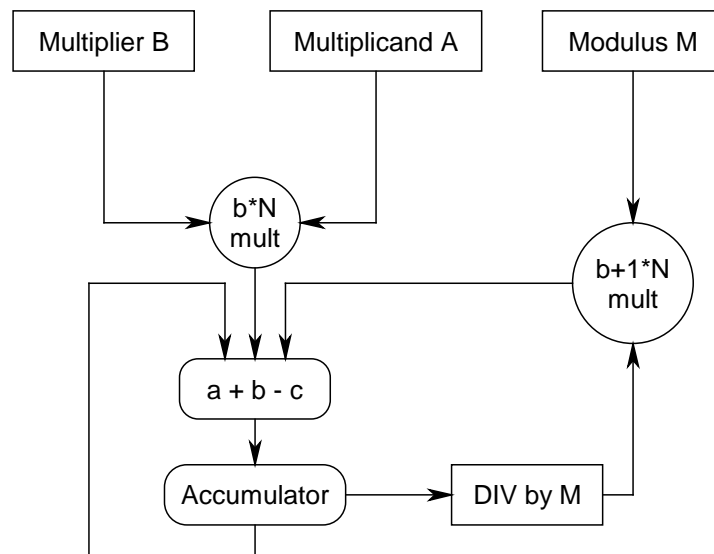 Multiplier B
Multiplicand A
Modulus M
b*N
mult
b+1*N
mult
a + b - c
Accumulator
DIV by M